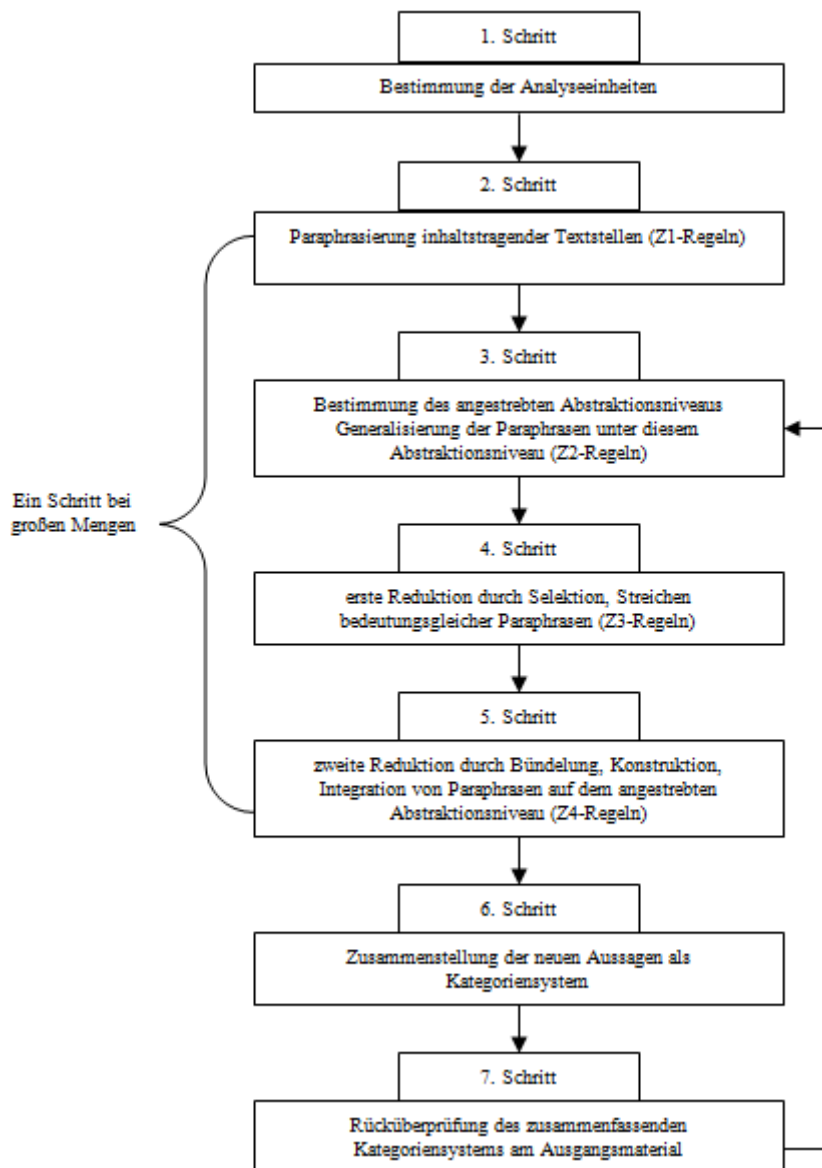 1. Schritt
Bestimmung der Analyseeinheiten
2. Schritt
Paraphrasierung inhaltstragender Textstellen (Z1-Regeln)
3. Schritt
Bestimmung des angestrebten Abstraktionsniveaus
Generalisierung der Paraphrasen unter diesem
Abstraktionsniveau (Z2-Regeln)
Ein Schritt bei
großen Mengen
4. Schritt
erste Reduktion durch Selektion, Streichen
bedeutungsgleicher Paraphrasen (Z3-Regeln)
5. Schritt
zweite Reduktion durch Bündelung, Konstruktion,
Integration von Paraphrasen auf dem angestrebten
Abstraktionsniveau (Z4-Regeln)
6. Schritt
Zusammenstellung der neuen Aussagen als
Kategoriensystem
7. Schritt
Rücküberprüfung des zusammenfassenden
Kategoriensystems am Ausgangsmaterial